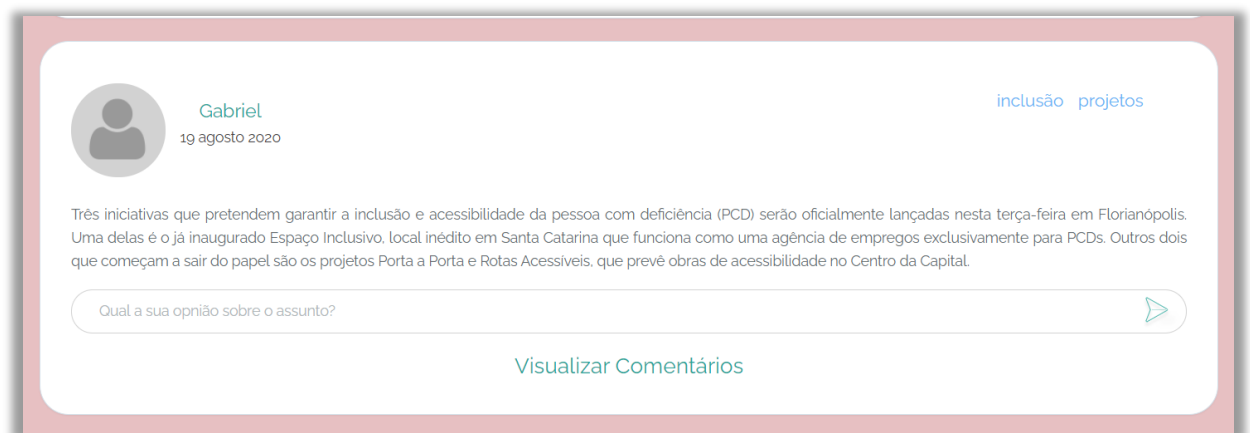 Gabriel
inclusão projetos
19 agosto 2020
Três iniciativas que pretendem garantir a inclusão e acessibilidade da pessoa com deficiência (PCD) serão oficialmente lançadas nesta terça-feira em Florianópolis.
Uma delas é o já inaugurado Espaço Inclusivo, local inédito em Santa Catarina que funciona como uma agência de empregos exclusivamente para PCDs. Outros dois
que começam a sair do papel são os projetos Porta a Porta e Rotas Acessíveis, que prevê obras de acessibilidade no Centro da Capital.
Qual a sua opnião sobre o assunto?
Visualizar Comentários